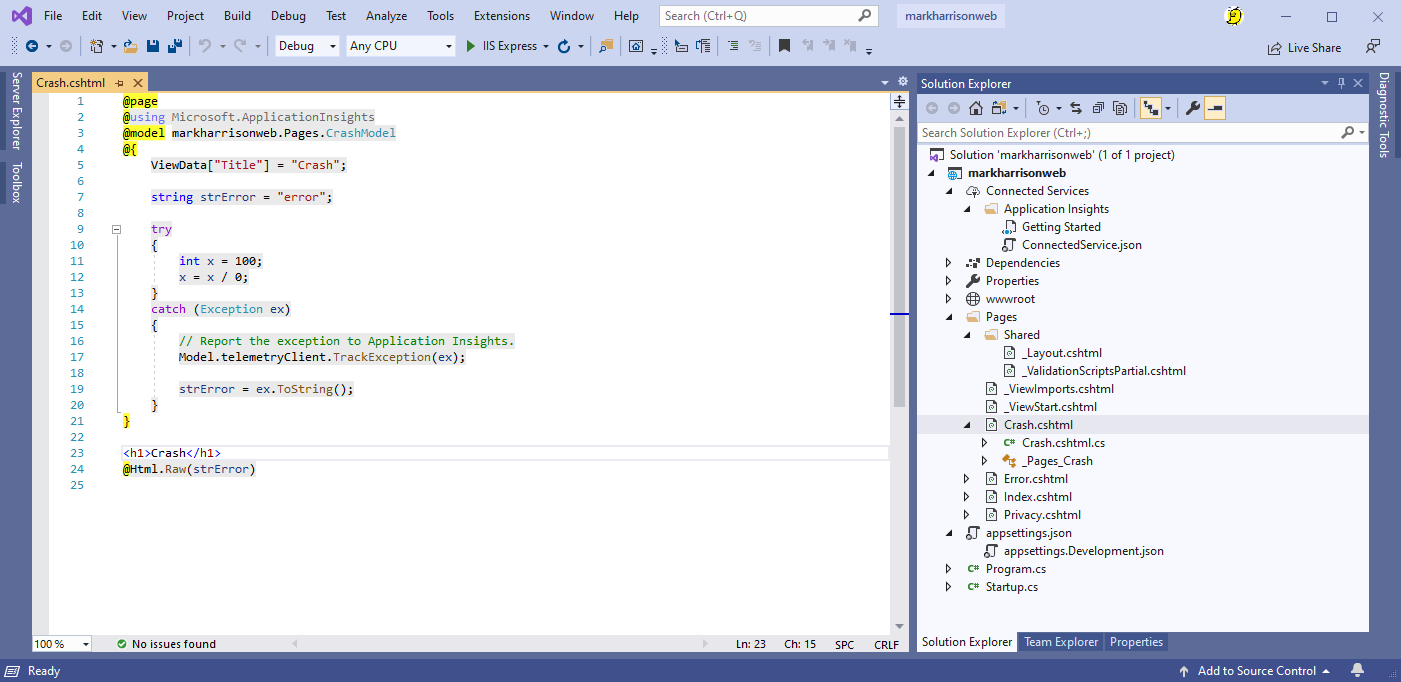 File Edit View Project Build Debug Test Analyze Tools Extensions Window Help Search (Ctrl+Q) markharrisonweb
Debug Any CPU IIS Express Live Share
Server Explorer
Toolbox
Crash.cshtml
1 @page
2 @using Microsoft.ApplicationInsights
3 @model markharrisonweb.Pages.CrashModel
4 @{
5 ViewData["Title"] = "Crash";
6
7 string strError = "error";
8
9 try
10 {
11 int x = 100;
12 x = x / 0;
13 }
14 catch (Exception ex)
15 {
16 // Report the exception to Application Insights.
17 Model.telemetryClient.TrackException(ex);
18
19 strError = ex.ToString();
20 }
21 }
22
23 <h1>Crash</h1>
24 @Html.Raw(strError)
25
100 % No issues found Ln: 23 Ch: 15 SPC CRLF
Solution Explorer
Search Solution Explorer (Ctrl+;)
Solution 'markharrisonweb' (1 of 1 project)
markharrisonweb
Connected Services
Application Insights
Getting Started
ConnectedService.json
Dependencies
Properties
wwwroot
Pages
Shared
_Layout.cshtml
_ValidationScriptsPartial.cshtml
_ViewImports.cshtml
_ViewStart.cshtml
Crash.cshtml
C# Crash.cshtml.cs
_Pages_Crash
Error.cshtml
Index.cshtml
Privacy.cshtml
appsettings.json
appsettings.Development.json
C# Program.cs
C# Startup.cs
Solution Explorer Team Explorer Properties
Diagnostic Tools
Ready Add to Source Control